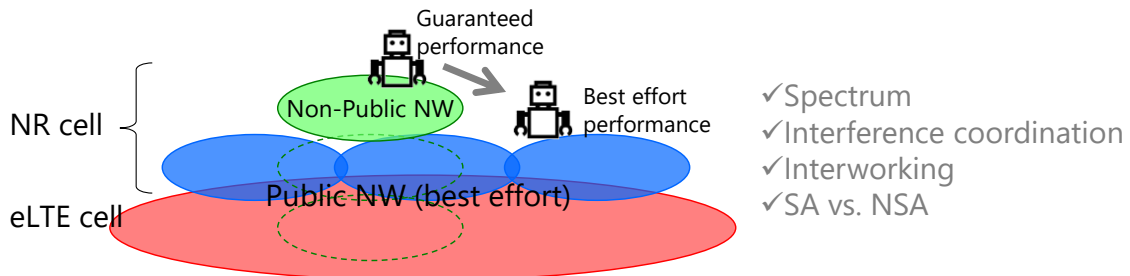 Guaranteed
performance
Non-Public NW
Best effort
performance
NR cell
Public NW (best effort)
eLTE cell
✓Spectrum
✓Interference coordination
✓Interworking
✓SA vs. NSA